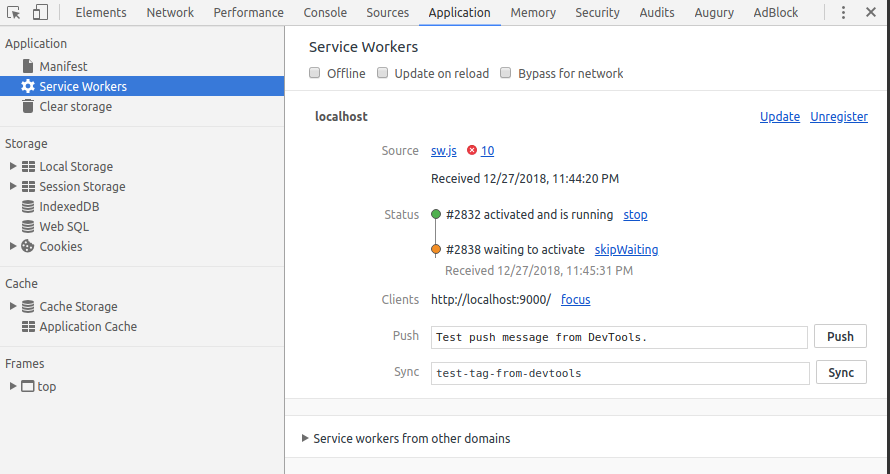 Elements Network Performance Console Sources Application Memory Security Audits Augury AdBlock
Application
Manifest
Service Workers
Clear storage
Storage
Local Storage
Session Storage
IndexedDB
Web SQL
Cookies
Cache
Cache Storage
Application Cache
Frames
top
Service Workers
Offline Update on reload Bypass for network
localhost Update Unregister
Source sw.js 10
Received 12/27/2018, 11:44:20 PM
Status #2832 activated and is running stop
#2838 waiting to activate skipWaiting
Received 12/27/2018, 11:45:31 PM
Clients http://localhost:9000/ focus
Push Test push message from DevTools. Push
Sync test-tag-from-devtools Sync
Service workers from other domains